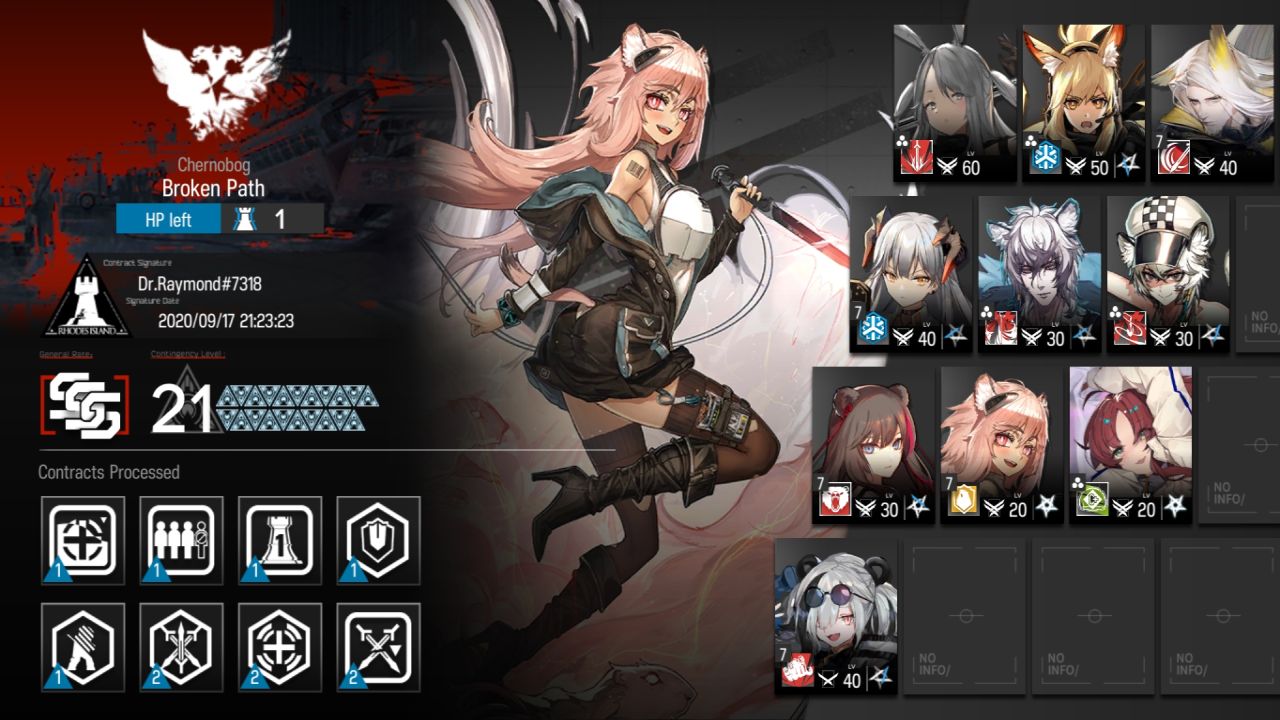 Chernobog
Broken Path
HP left 1
Contract Signature
Dr.Raymond#7318
Signature Date
2020/09/17 21:23:23
RHODES ISLAND
General Rate:
Contingency Level:
SSS
21
Contracts Processed
1
1
1
1
1
1
2
2
2
LV
60
LV
50
7
LV
40
7
LV
40
LV
30
LV
30
NO
INFO
7
LV
30
7
LV
20
LV
20
NO
INFO/
7
LV
40
NO
INFO/
NO
INFO/
NO
INFO/